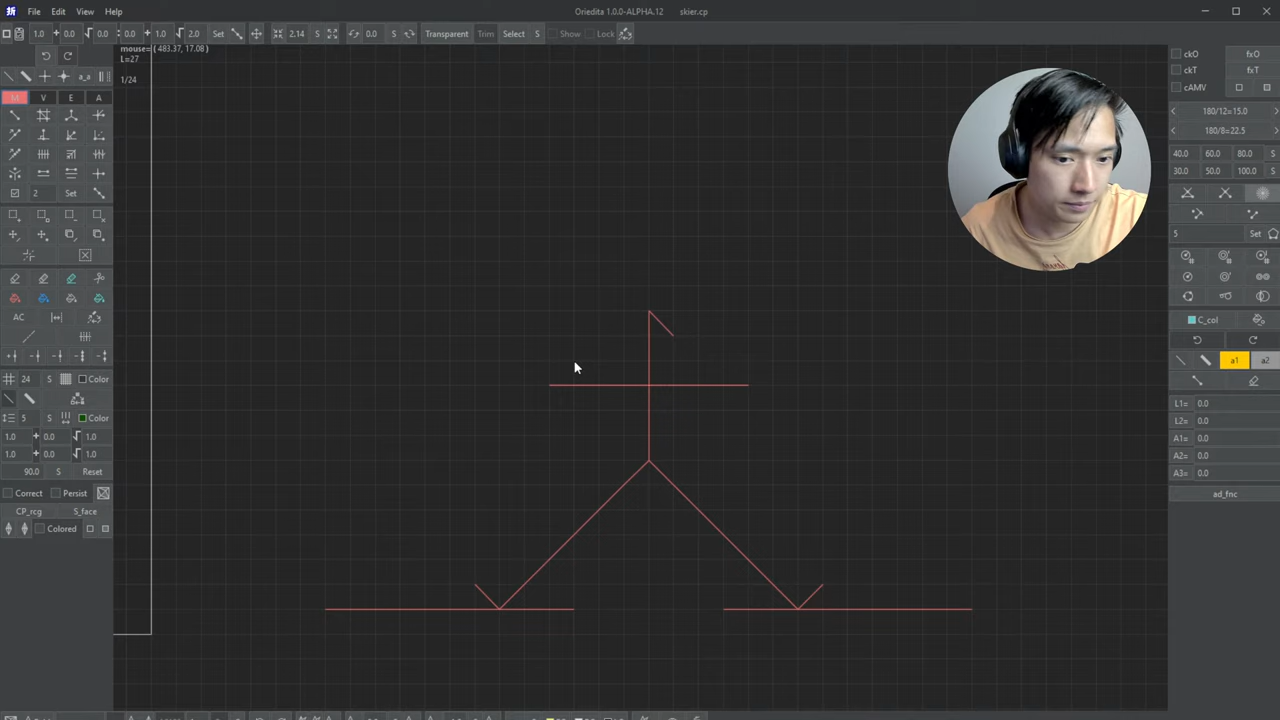 折 File Edit View Help Oriedita 1.0.0-ALPHA.12 skier.cp
1.0 0.0 0.0 0.0 1.0 2.0 Set 2.14 S 0.0 S Transparent Trim Select S Show Lock
mouse= ( 483.37, 17.08 )
L=27
1/24
a_a
M V E A
2 Set
AC
24 S Color
5 S Color
1.0 0.0 1.0
1.0 0.0 1.0
90.0 S Reset
Correct Persist
CP_rcg S_face
Colored
ckO fxO
ckT fxT
cAMV
180/12=15.0
180/8=22.5
40.0 60.0 80.0 S
30.0 50.0 100.0 S
5 Set
C_col
a1 a2
L1= 0.0
L2= 0.0
A1= 0.0
A2= 0.0
A3= 0.0
ad_fnc